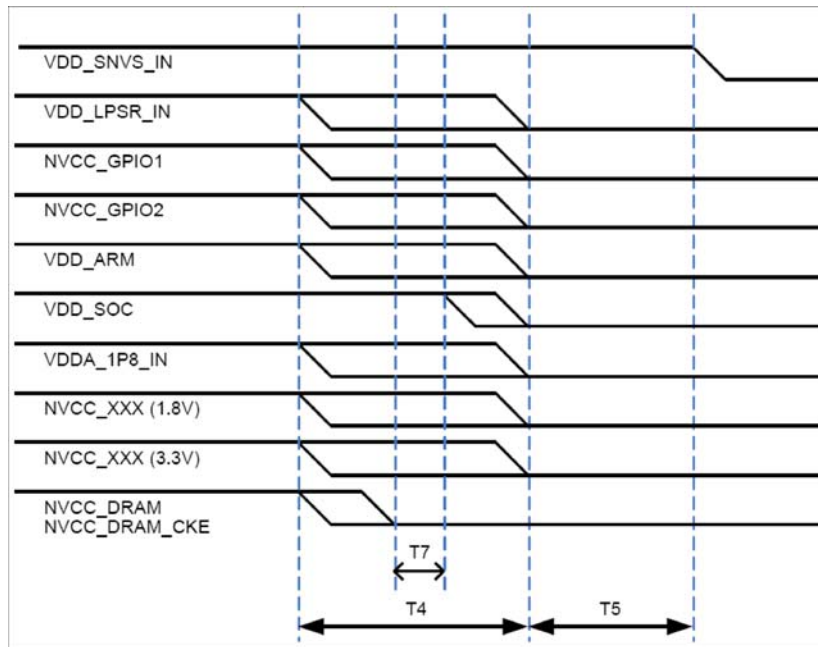 VDD_SNVS_IN
VDD_LPSR_IN
NVCC_GPIO1
NVCC_GPIO2
VDD_ARM
VDD_SOC
VDDA_1P8_IN
NVCC_XXX (1.8V)
NVCC_XXX (3.3V)
NVCC_DRAM
NVCC_DRAM_CKE
T7
T4 T5